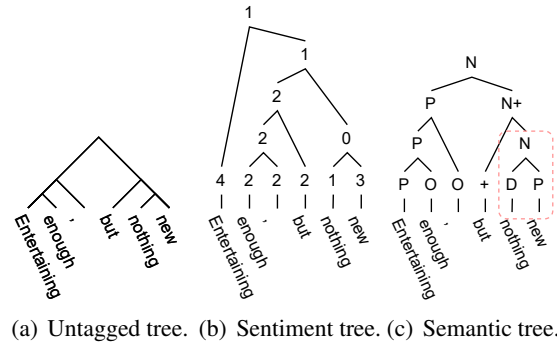 1
1
N
2
P N+
2 0 P N
4 2 2 2 1 3 P O O + D P
Entertaining enough , but nothing new Entertaining enough , but nothing new Entertaining enough , but nothing new
(a) Untagged tree. (b) Sentiment tree. (c) Semantic tree.